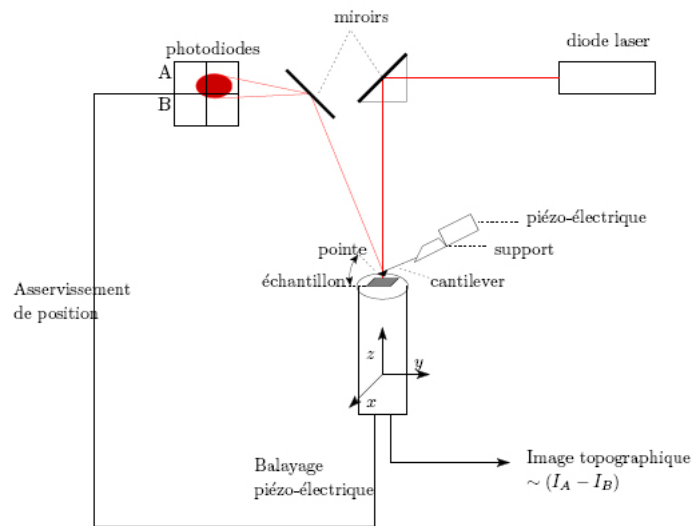 miroirs
photodiodes
diode laser
A
B
piézo-électrique
pointe
support
échantillon
cantilever
Asservissement
de position
z
y
x
Balayage
piézo-électrique
Image topographique
∼ (I_A − I_B)